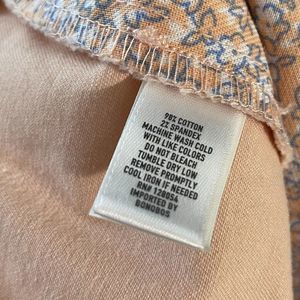 98% COTTON
2% SPANDEX
MACHINE WASH COLD
WITH LIKE COLORS
DO NOT BLEACH
TUMBLE DRY LOW
REMOVE PROMPTLY
COOL IRON IF NEEDED
RN# 128054
IMPORTED BY
BONOBOS